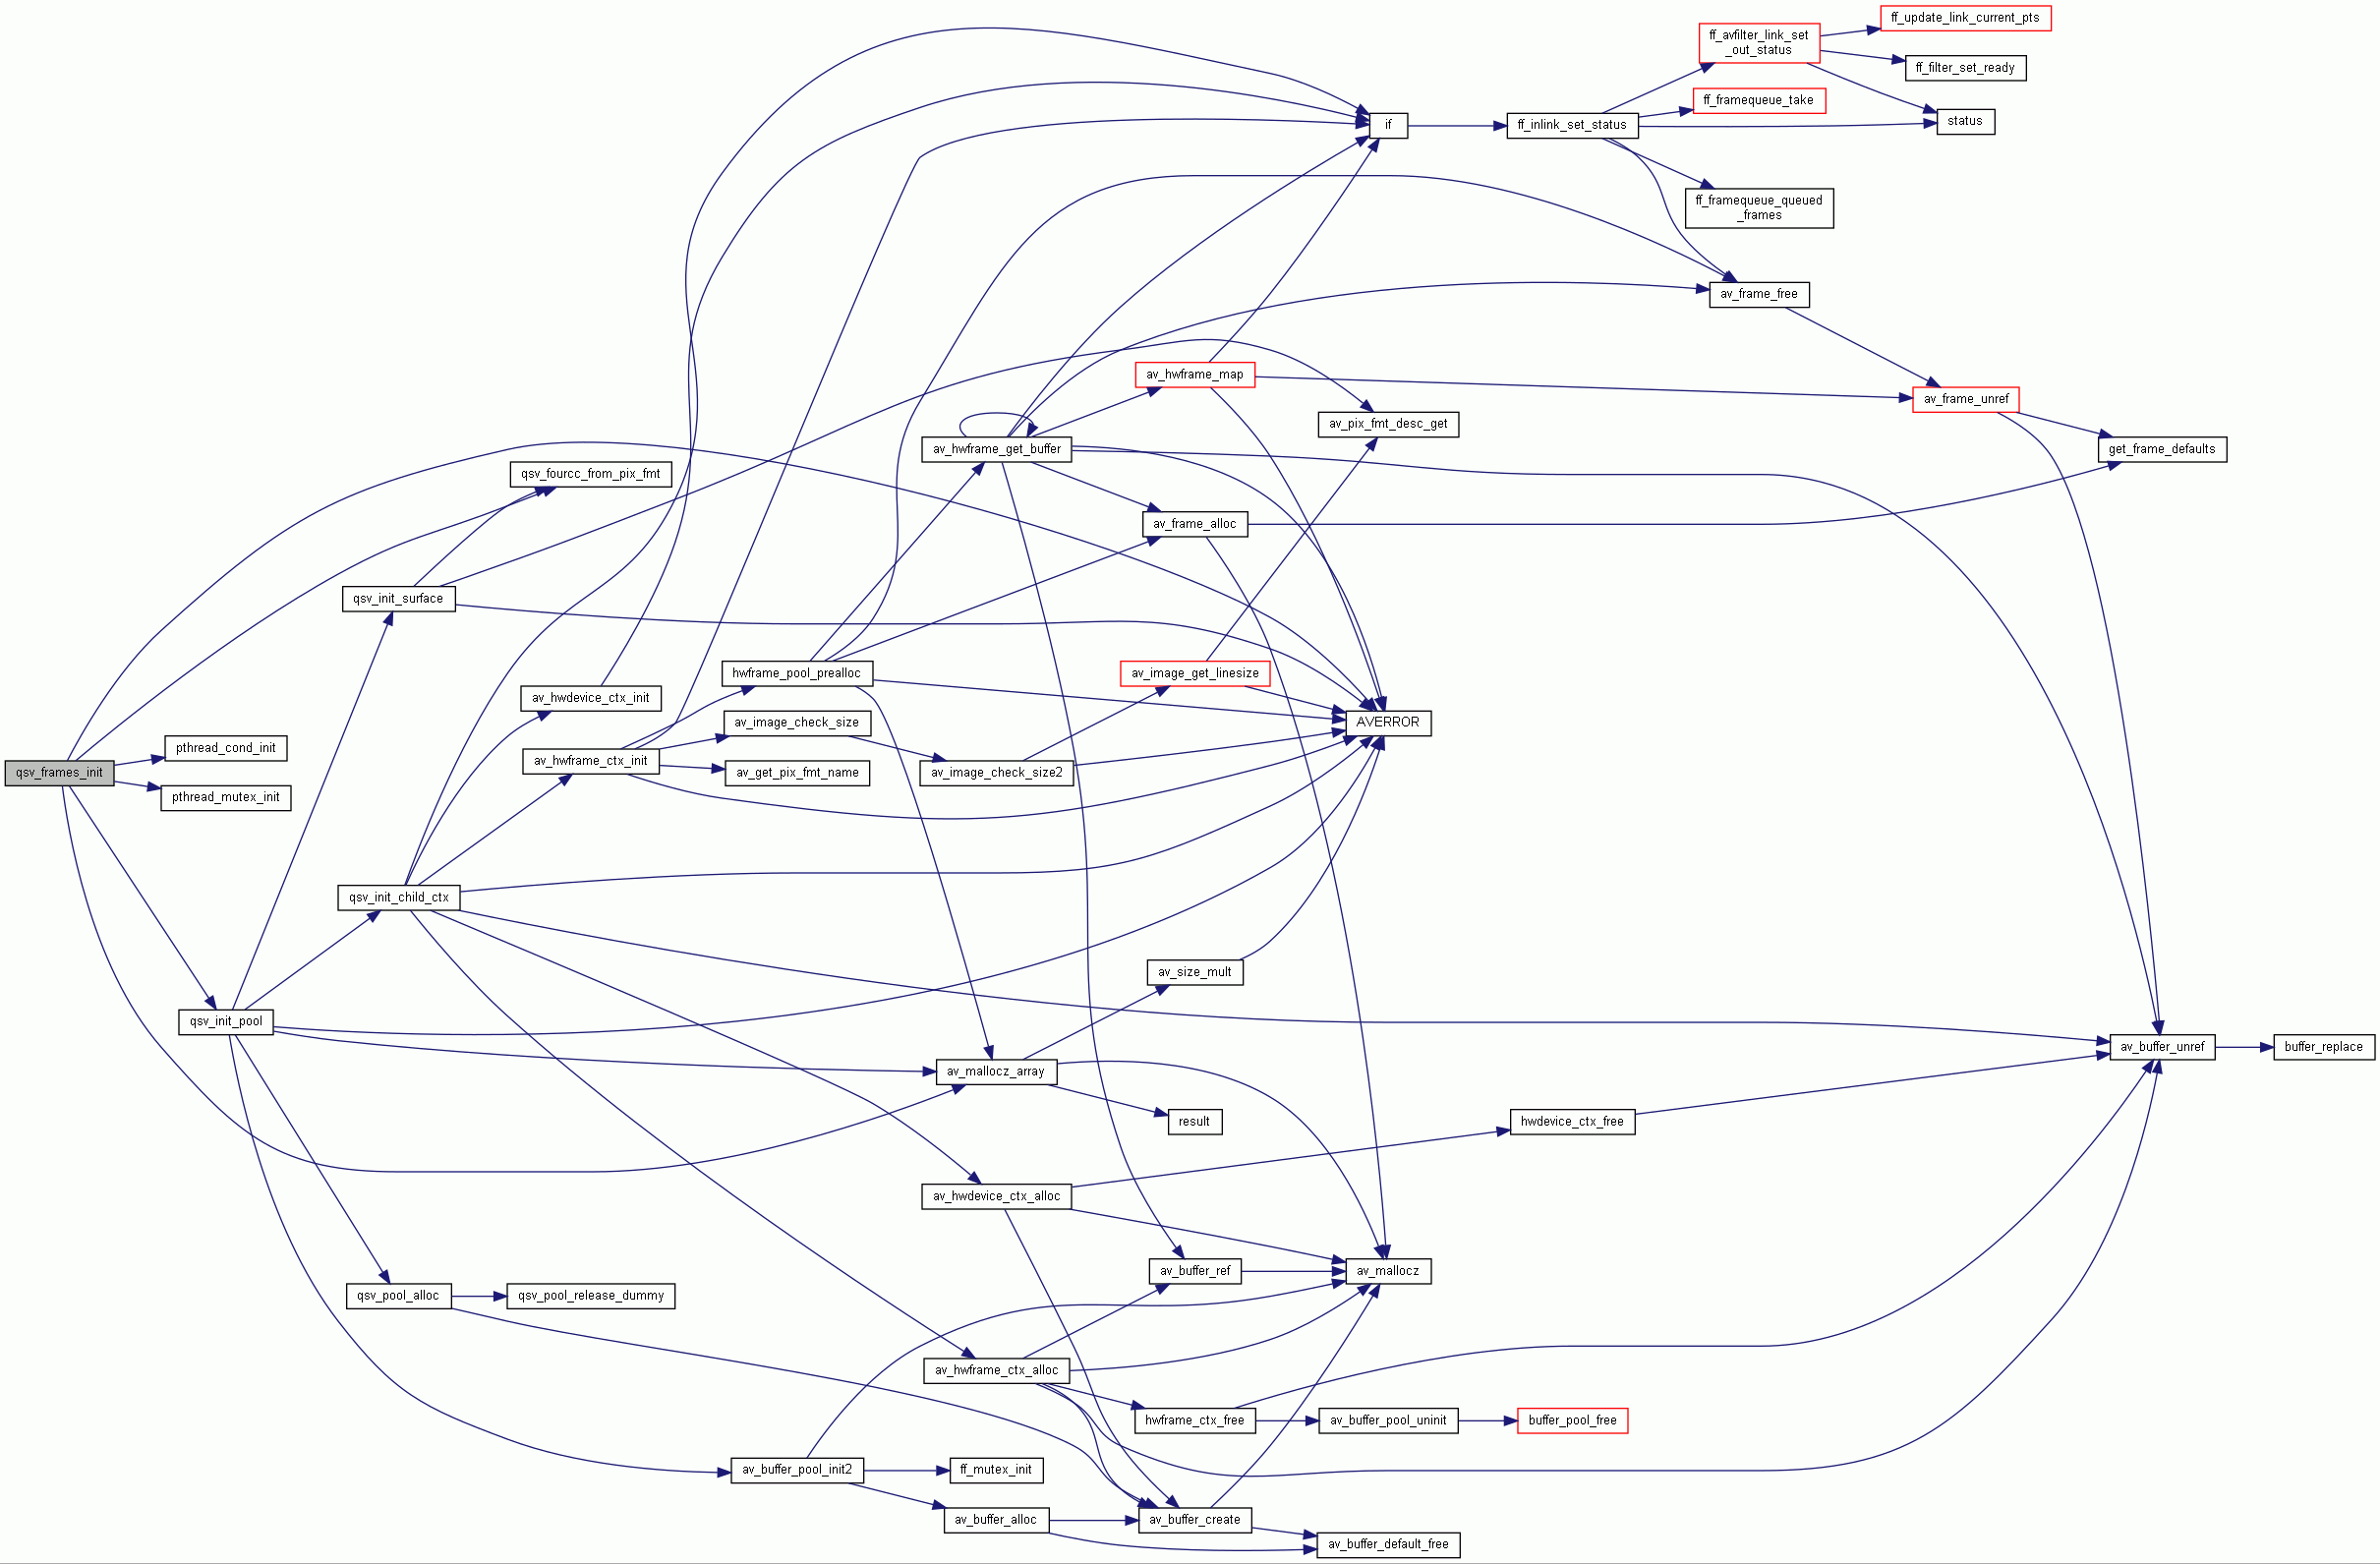 ff_update_link_current_pts
ff_avfilter_link_set
_out_status
ff_filter_set_ready
ff_framequeue_take
status
if
ff_inlink_set_status
ff_framequeue_queued
_frames
av_frame_free
av_hwframe_map
av_frame_unref
av_pix_fmt_desc_get
av_hwframe_get_buffer
get_frame_defaults
qsv_fourcc_from_pix_fmt
av_frame_alloc
qsv_init_surface
hwframe_pool_prealloc
av_image_get_linesize
av_hwdevice_ctx_init
av_image_check_size
AVERROR
pthread_cond_init
av_hwframe_ctx_init
qsv_frames_init
av_get_pix_fmt_name
av_image_check_size2
pthread_mutex_init
qsv_init_child_ctx
av_size_mult
qsv_init_pool
av_buffer_unref
buffer_replace
av_mallocz_array
result
hwdevice_ctx_free
av_hwdevice_ctx_alloc
av_buffer_ref
av_mallocz
qsv_pool_alloc
qsv_pool_release_dummy
av_hwframe_ctx_alloc
hwframe_ctx_free
av_buffer_pool_uninit
buffer_pool_free
av_buffer_pool_init2
ff_mutex_init
av_buffer_alloc
av_buffer_create
av_buffer_default_free